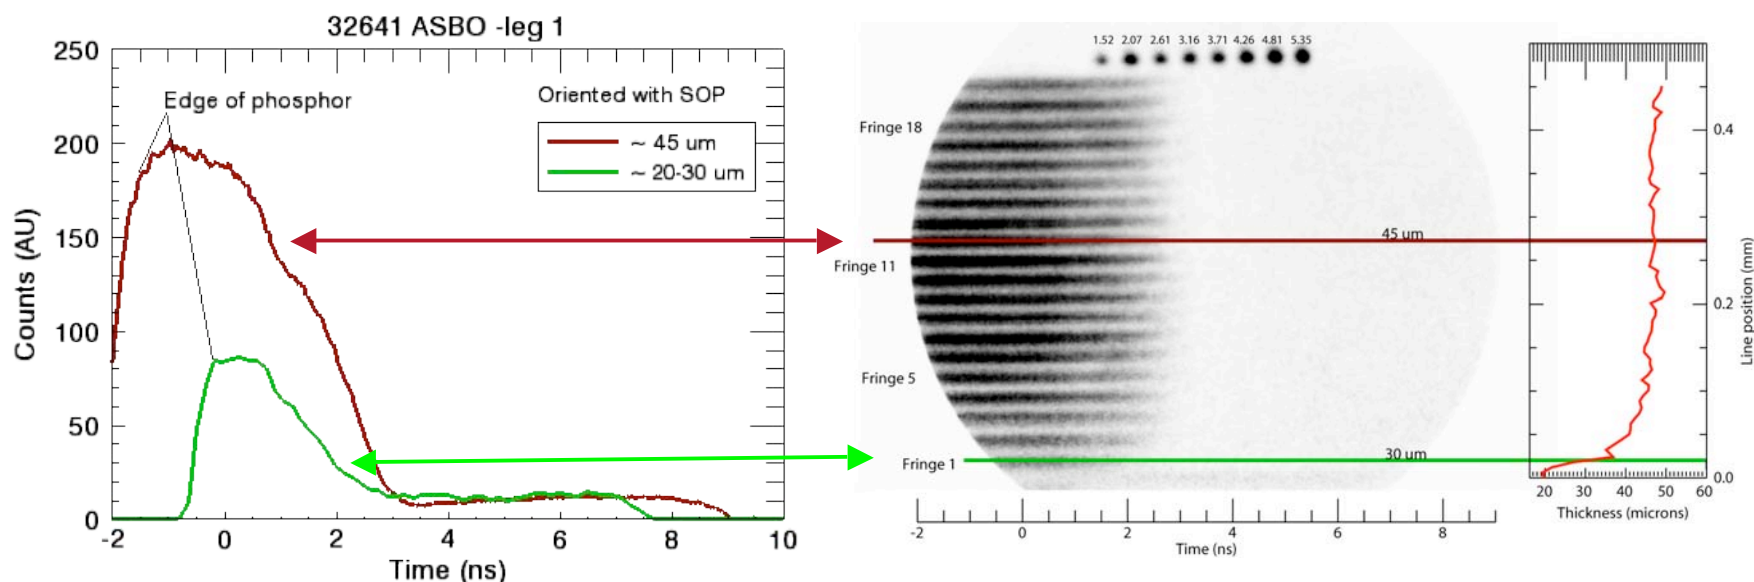 32641 ASBO -leg 1
250
200
150
100
50
0
Counts (AU)
Edge of phosphor
Oriented with SOP
~ 45 um
~ 20-30 um
-2 0 2 4 6 8 10
Time (ns)
1.52 2.07 2.61 3.16 3.71 4.26 4.81 5.35
Fringe 18
45 um
Fringe 11
Fringe 5
30 um
Fringe 1
-2 0 2 4 6 8
Time (ns)
0.4
0.2
0.0
Line position (mm)
20 30 40 50 60
Thickness (microns)